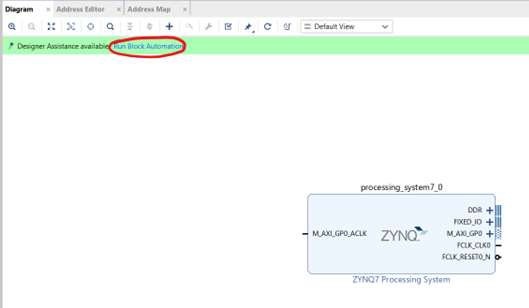 Diagram × Address Editor × Address Map ×
Default View
Designer Assistance available. Run Block Automation
processing_system7_0
DDR
FIXED_IO
M_AXI_GP0_ACLK ZYNQ M_AXI_GP0
FCLK_CLK0
FCLK_RESET0_N
ZYNQ7 Processing System